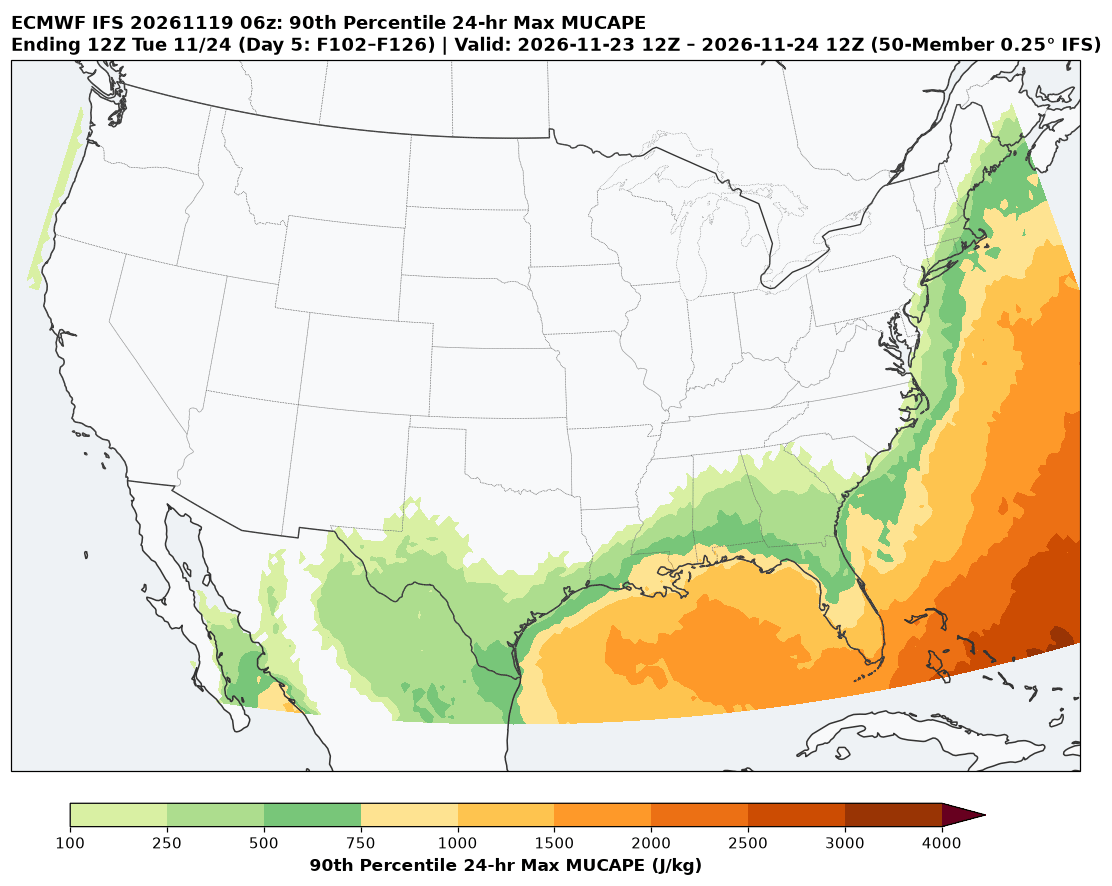 ECMWF IFS 20261119 06z: 90th Percentile 24-hr Max MUCAPE
Ending 12Z Tue 11/24 (Day 5: F102–F126) | Valid: 2026-11-23 12Z – 2026-11-24 12Z (50-Member 0.25° IFS)
100 250 500 750 1000 1500 2000 2500 3000 4000
90th Percentile 24-hr Max MUCAPE (J/kg)